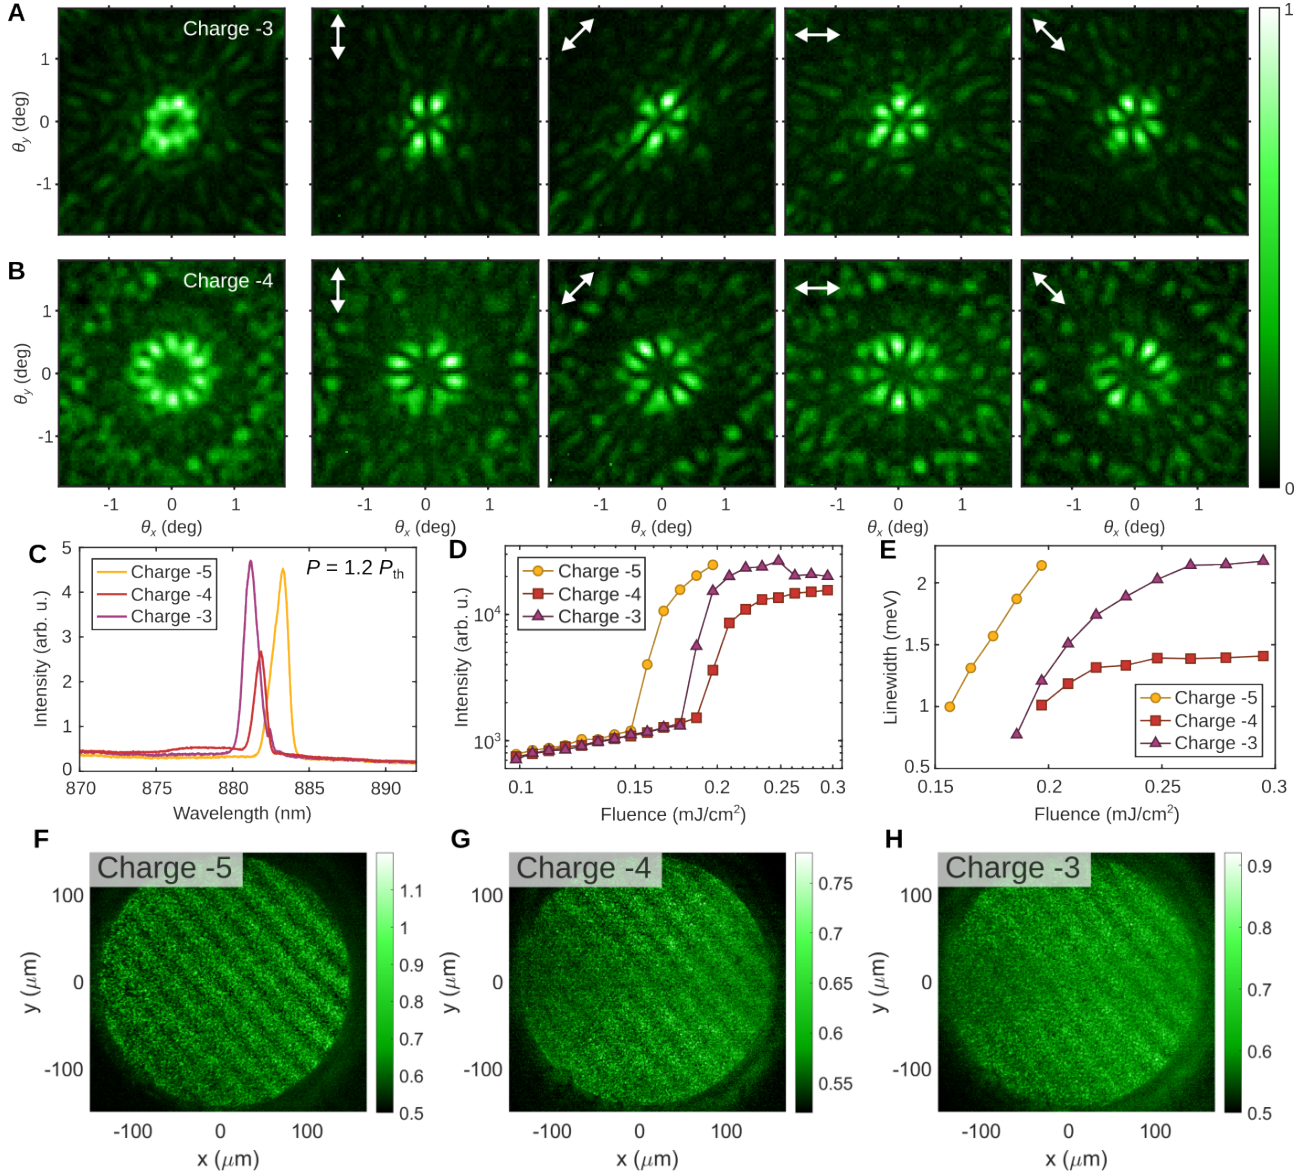 A
Charge -3
θy (deg)
1
0
-1
1
0
B
Charge -4
θy (deg)
1
0
-1
-1 0 1
-1 0 1
-1 0 1
-1 0 1
-1 0 1
θx (deg)
θx (deg)
θx (deg)
θx (deg)
θx (deg)
C
P = 1.2 Pth
Charge -5
Charge -4
Charge -3
Intensity (arb. u.)
5
4
3
2
1
0
870 875 880 885 890
Wavelength (nm)
D
Charge -5
Charge -4
Charge -3
Intensity (arb. u.)
10⁴
10³
0.1 0.15 0.2 0.25 0.3
Fluence (mJ/cm²)
E
Linewidth (meV)
2
1.5
1
0.5
Charge -5
Charge -4
Charge -3
0.15 0.2 0.25 0.3
Fluence (mJ/cm²)
F
Charge -5
y (μm)
100
0
-100
-100 0 100
x (μm)
1.1
1
0.9
0.8
0.7
0.6
0.5
G
Charge -4
y (μm)
100
0
-100
-100 0 100
x (μm)
0.75
0.7
0.65
0.6
0.55
H
Charge -3
y (μm)
100
0
-100
-100 0 100
x (μm)
0.9
0.8
0.7
0.6
0.5